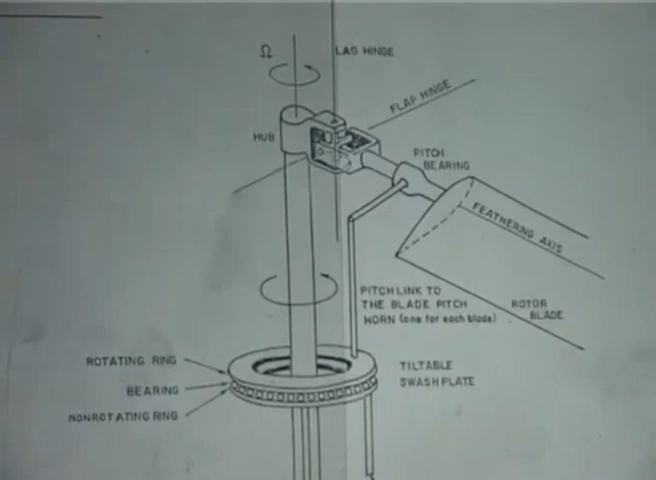 Ω
LAG HINGE
FLAP HINGE
HUB
PITCH
BEARING
FEATHERING AXIS
PITCH LINK TO
THE BLADE PITCH
HORN (one for each blade)
ROTOR
BLADE
ROTATING RING
BEARING
NONROTATING RING
TILTABLE
SWASH PLATE